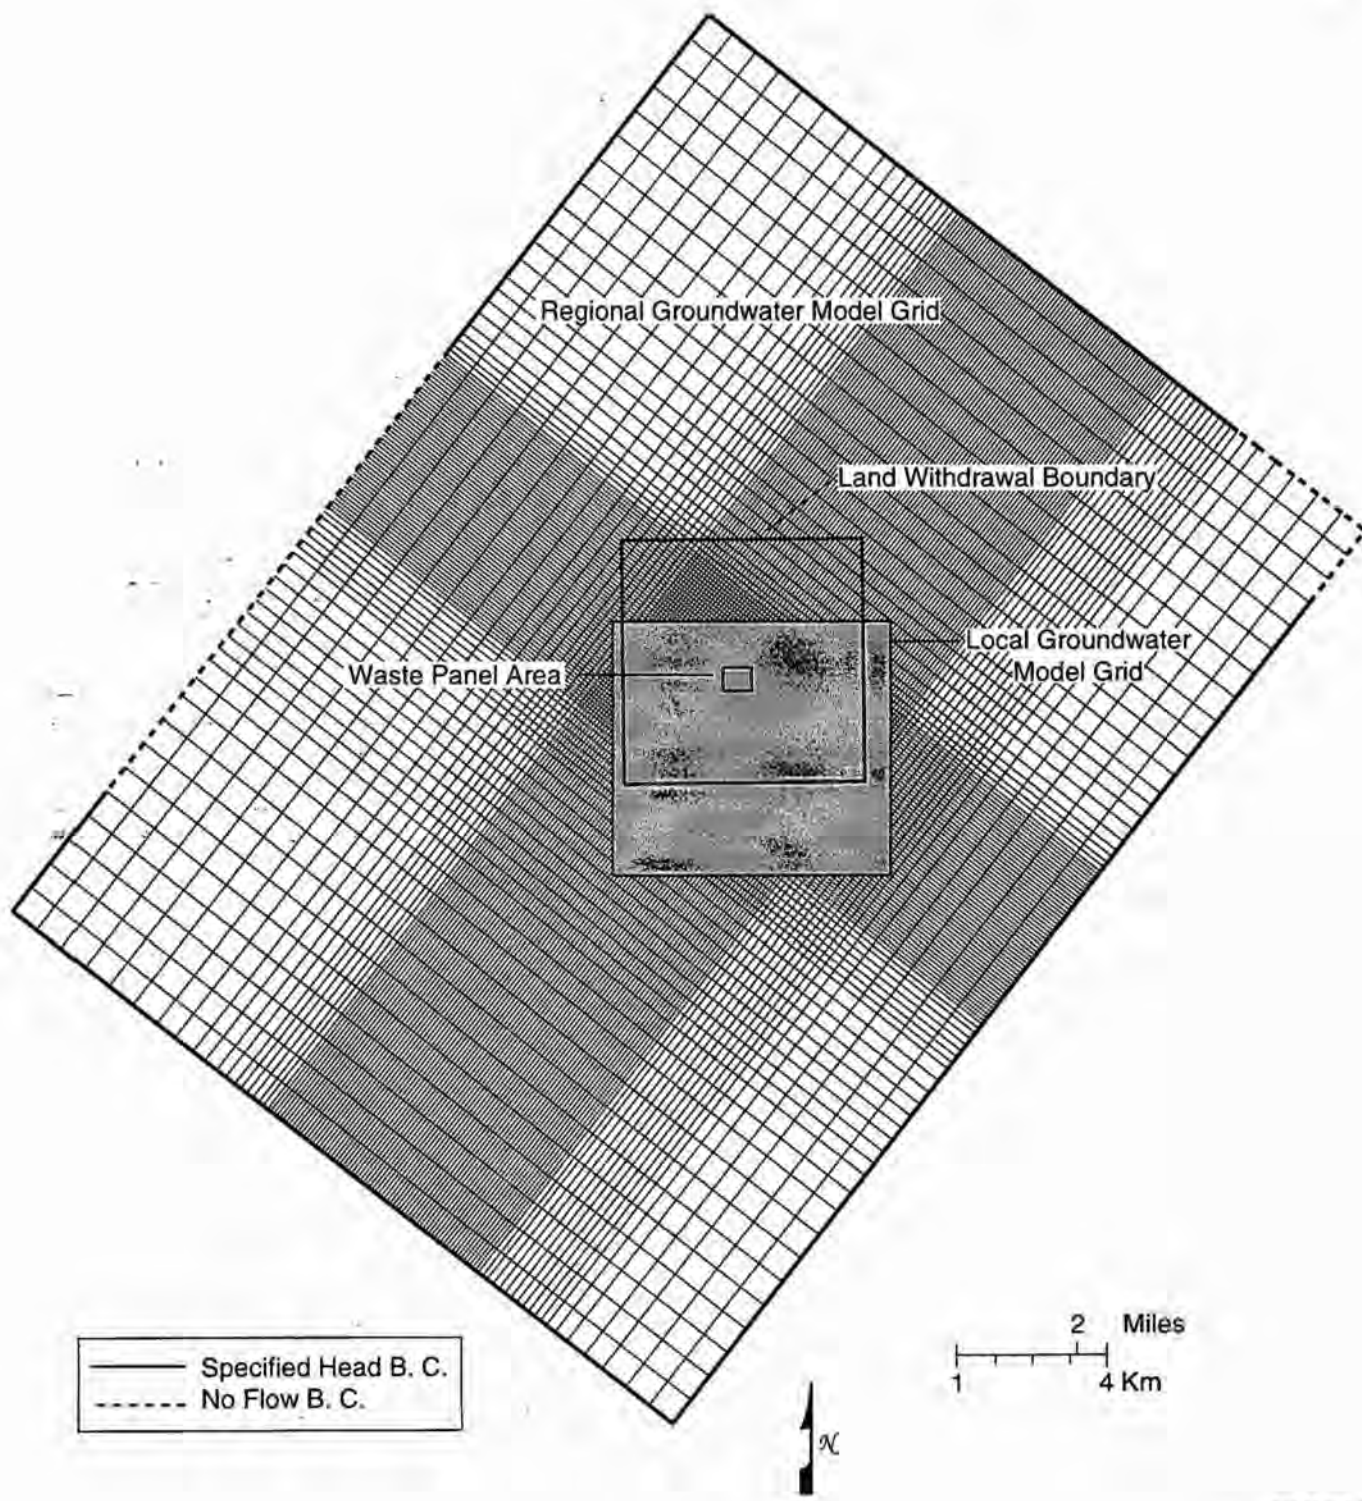 Regional Groundwater Model Grid
Land Withdrawal Boundary
Local Groundwater
Model Grid
Waste Panel Area
Specified Head B. C.
No Flow B. C.
2 Miles
1 4 Km
N